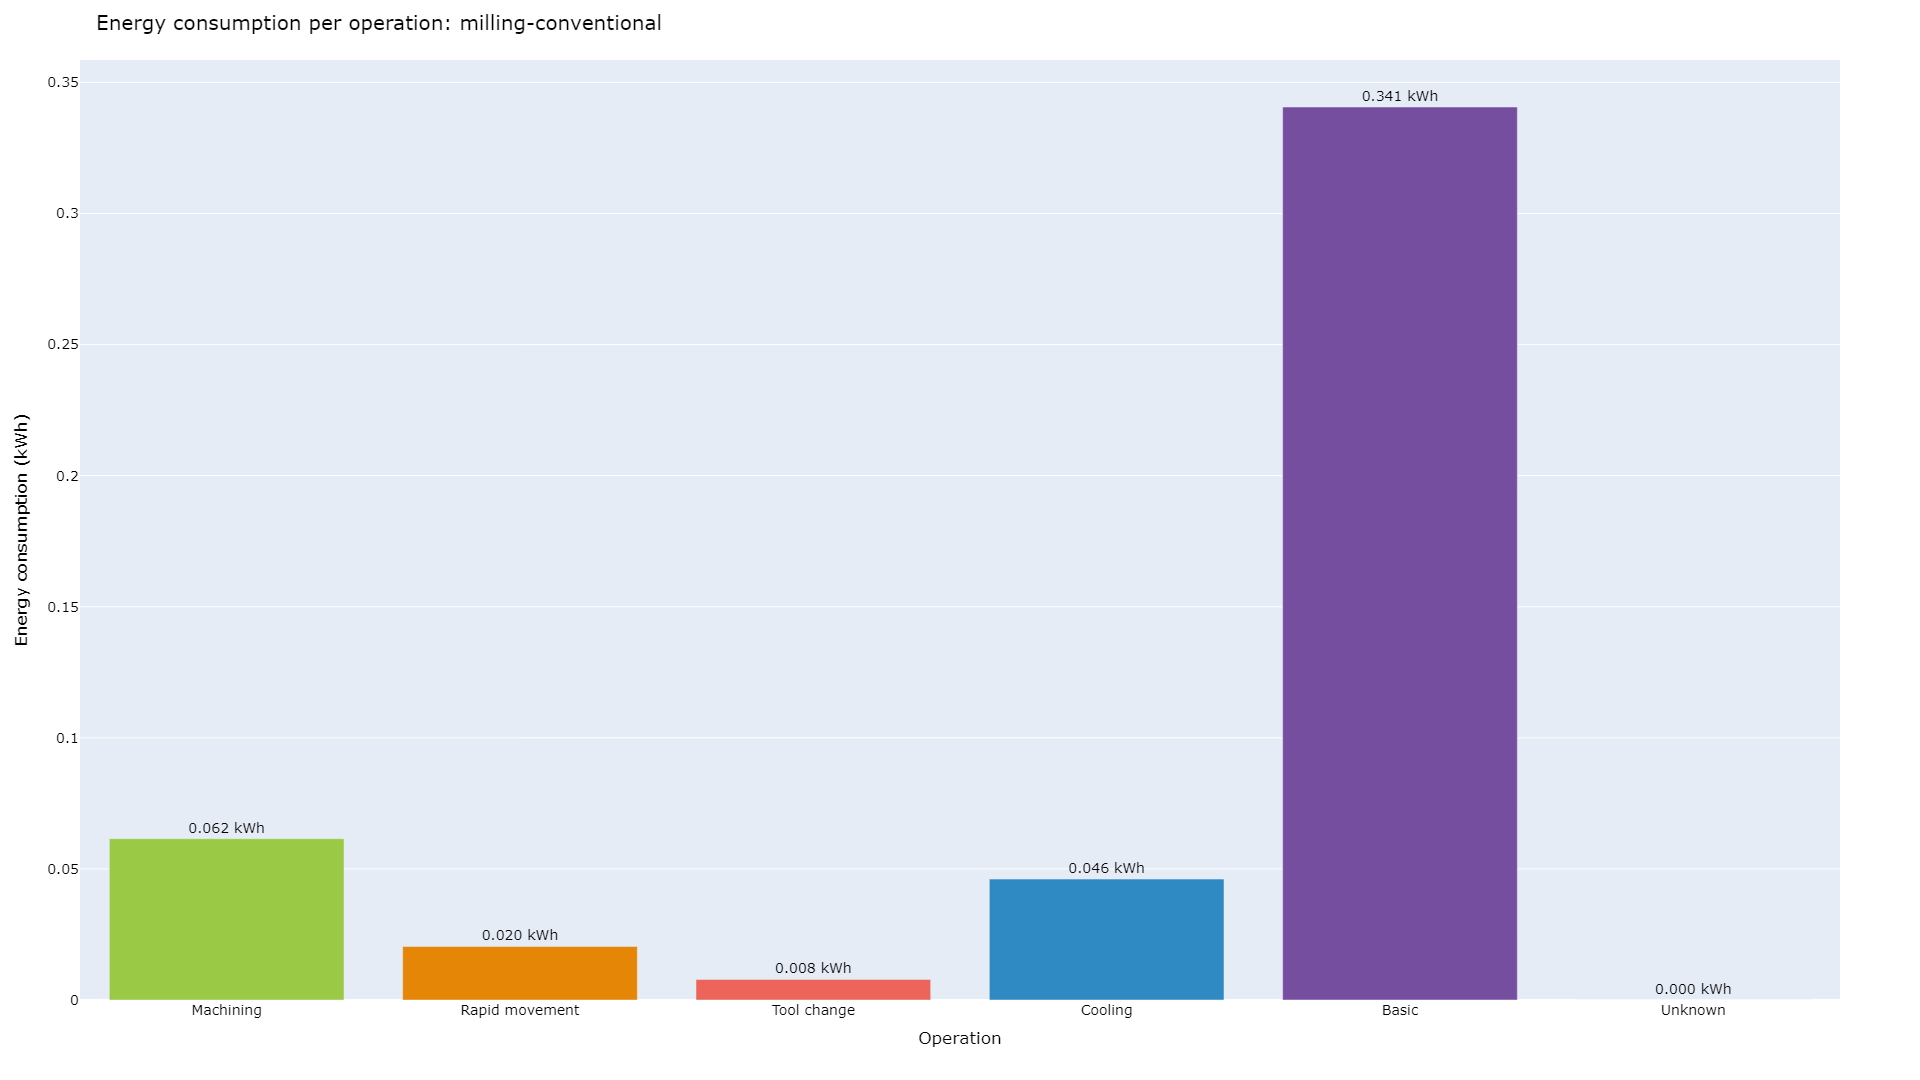 Energy consumption per operation: milling-conventional
Energy consumption (kWh)
0.35
0.3
0.25
0.2
0.15
0.1
0.05
0
0.062 kWh
0.020 kWh
0.008 kWh
0.046 kWh
0.341 kWh
0.000 kWh
Machining
Rapid movement
Tool change
Cooling
Basic
Unknown
Operation